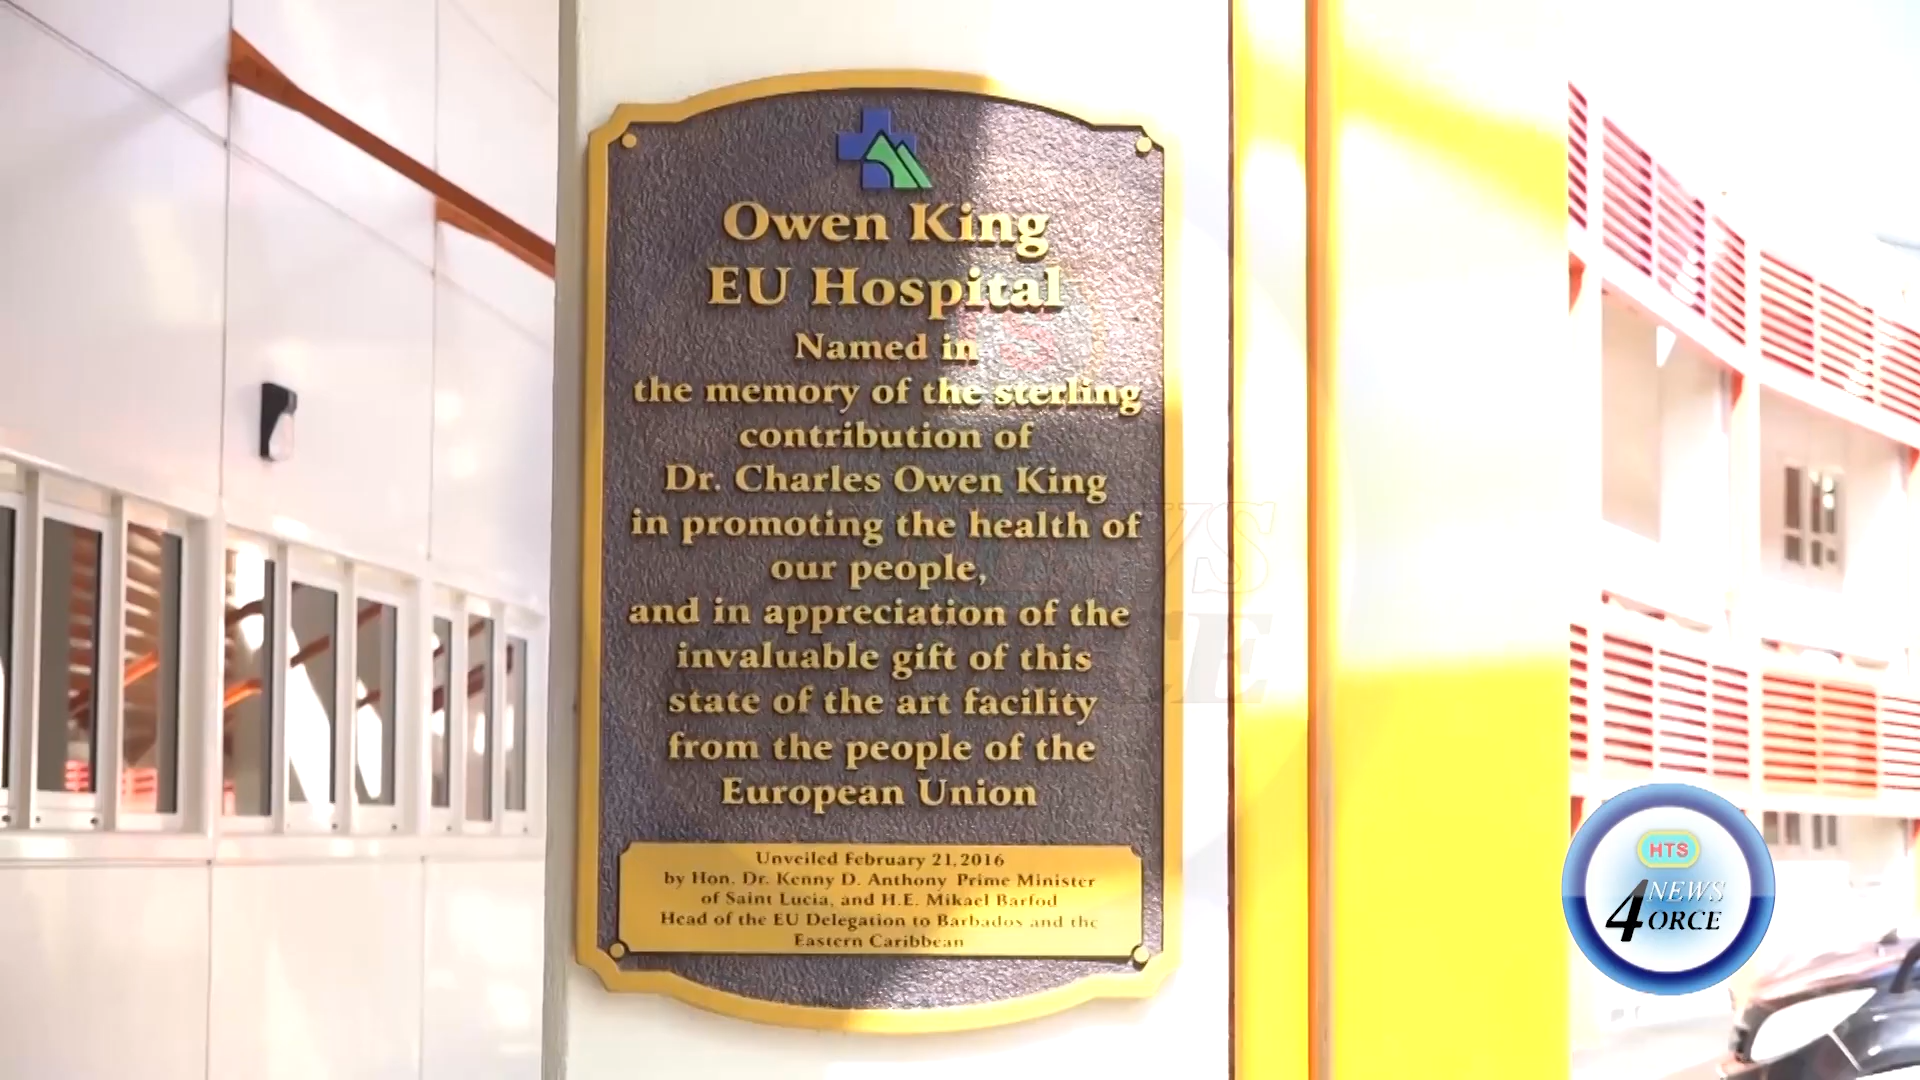 Owen King
EU Hospital
Named in
the memory of the sterling
contribution of
Dr. Charles Owen King
in promoting the health of
our people,
and in appreciation of the
invaluable gift of this
state of the art facility
from the people of the
European Union
Unveiled February 21, 2016
by Hon. Dr. Kenny D. Anthony Prime Minister
of Saint Lucia, and H.E. Mikael Barfod
Head of the EU Delegation to Barbados and the
Eastern Caribbean
HTS
NEWS
4ORCE